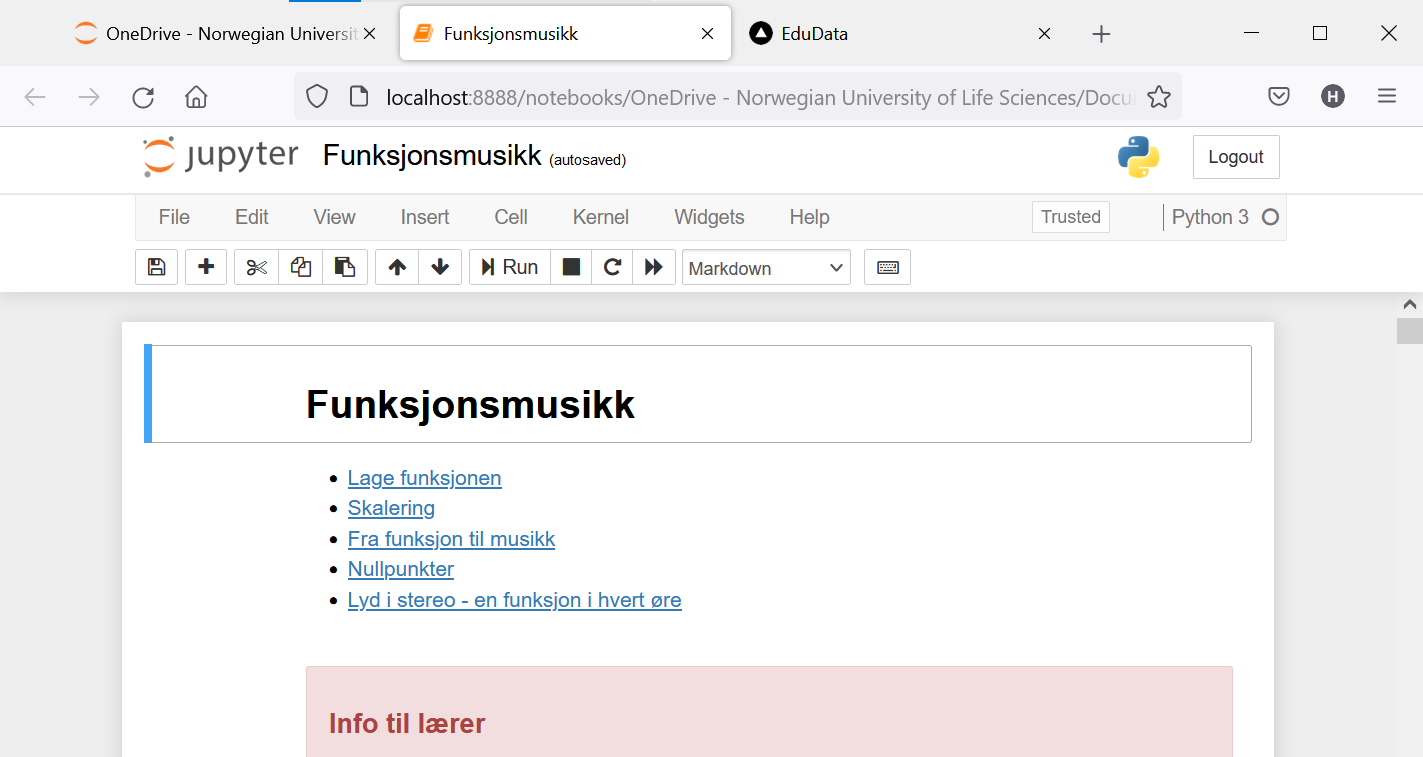 OneDrive - Norwegian Universit
Funksjonsmusikk
EduData
localhost:8888/notebooks/OneDrive - Norwegian University of Life Sciences/Docu
H
jupyter Funksjonsmusikk (autosaved)
Logout
File Edit View Insert Cell Kernel Widgets Help
Trusted
Python 3
Run
Markdown
Funksjonsmusikk
Lage funksjonen
Skalering
Fra funksjon til musikk
Nullpunkter
Lyd i stereo - en funksjon i hvert øre
Info til lærer